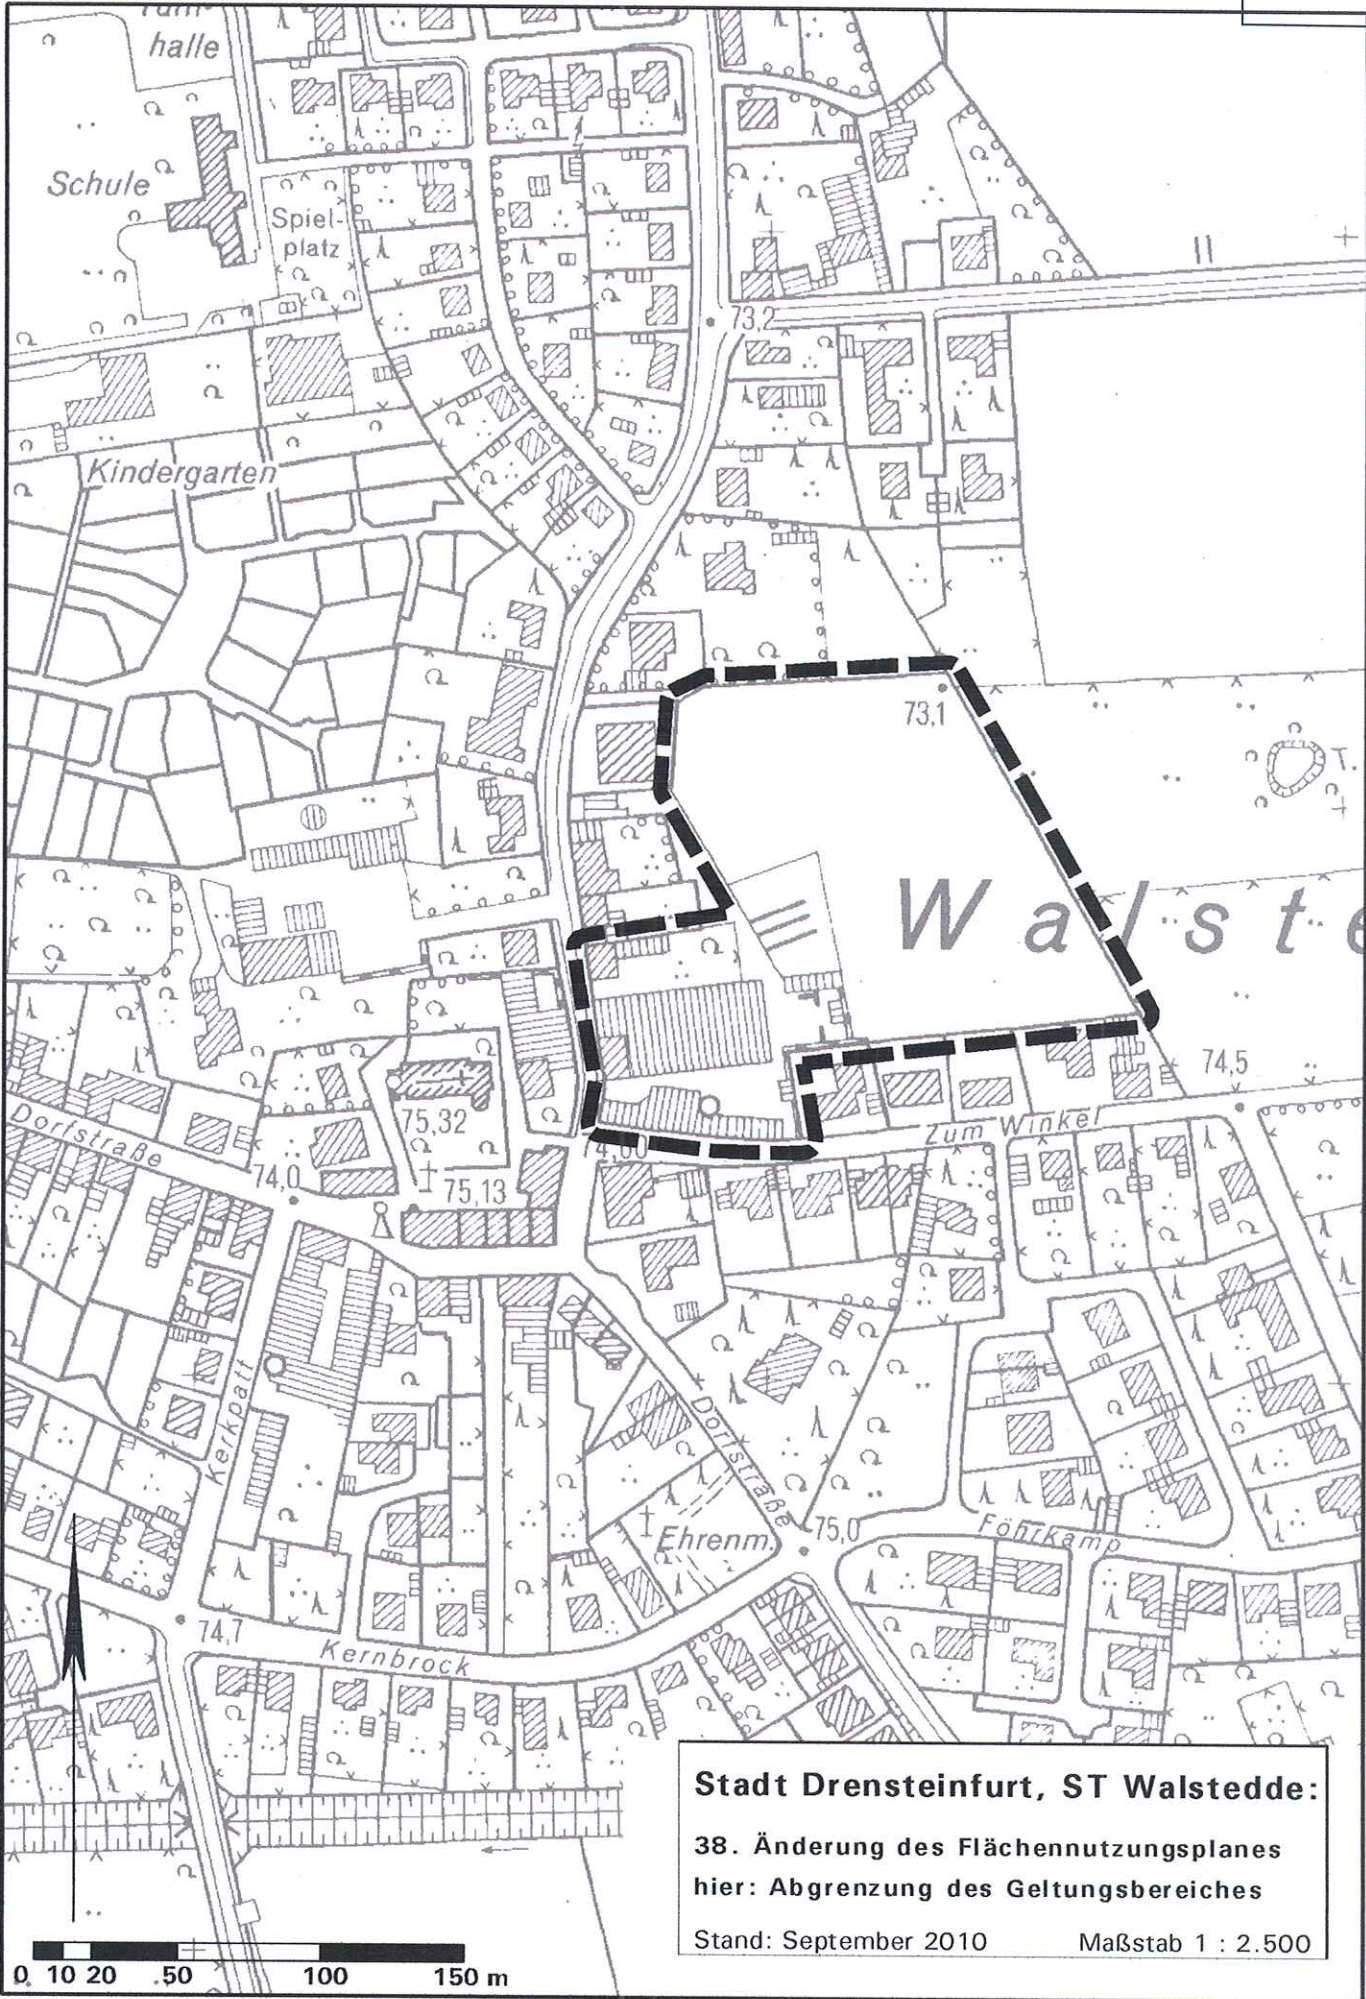 halle
Schule
Spiel-
platz
73,2
Kindergarten
73,1
T.
Walste
74,5
Zum Winkel
Dorfstraße
75,32
74,0
75,13
Kerkpatt
Dorfstraße
Ehrenm.
75,0
Föhrkamp
74,7
Kernbrock
Stadt Drensteinfurt, ST Walstedde:
38. Änderung des Flächennutzungsplanes
hier: Abgrenzung des Geltungsbereiches
Stand: September 2010 Maßstab 1 : 2.500
0 10 20 50 100 150 m